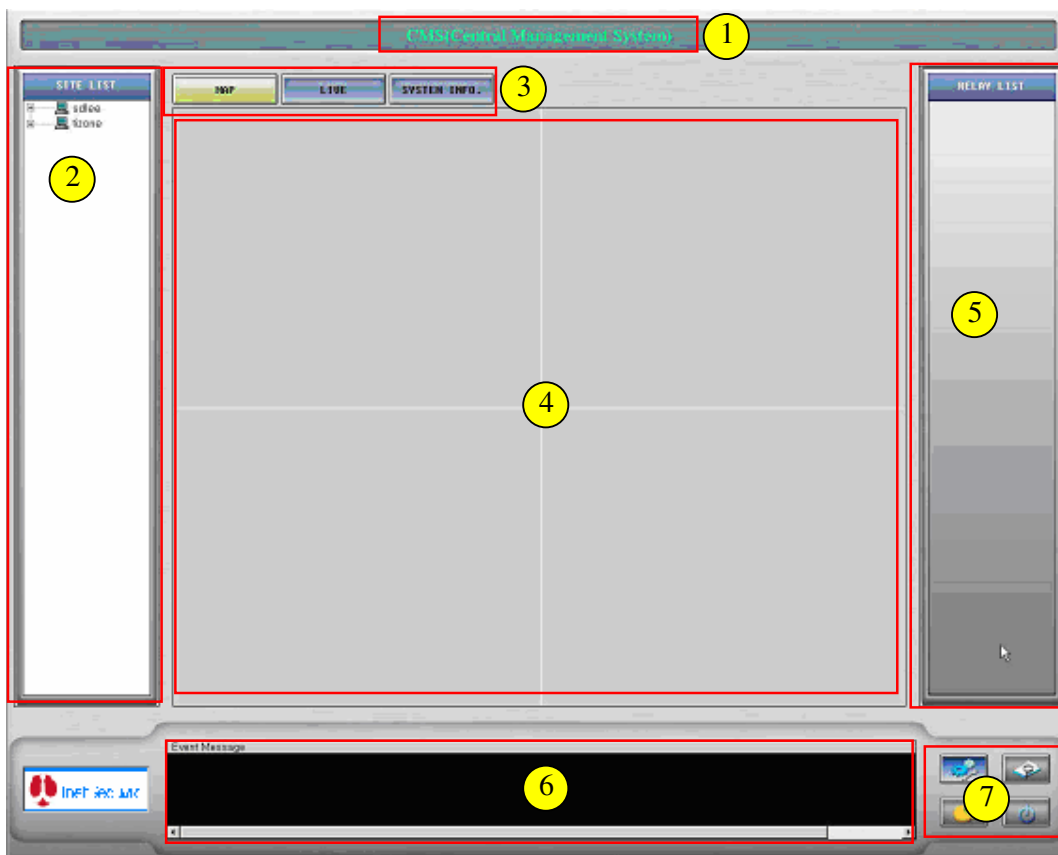 CMS(Central Management System)
1
SITE LIST
MAP
LIVE
SYSTEM INFO.
3
RELAY LIST
sdlee
tizone
2
5
4
Event Message
6
7